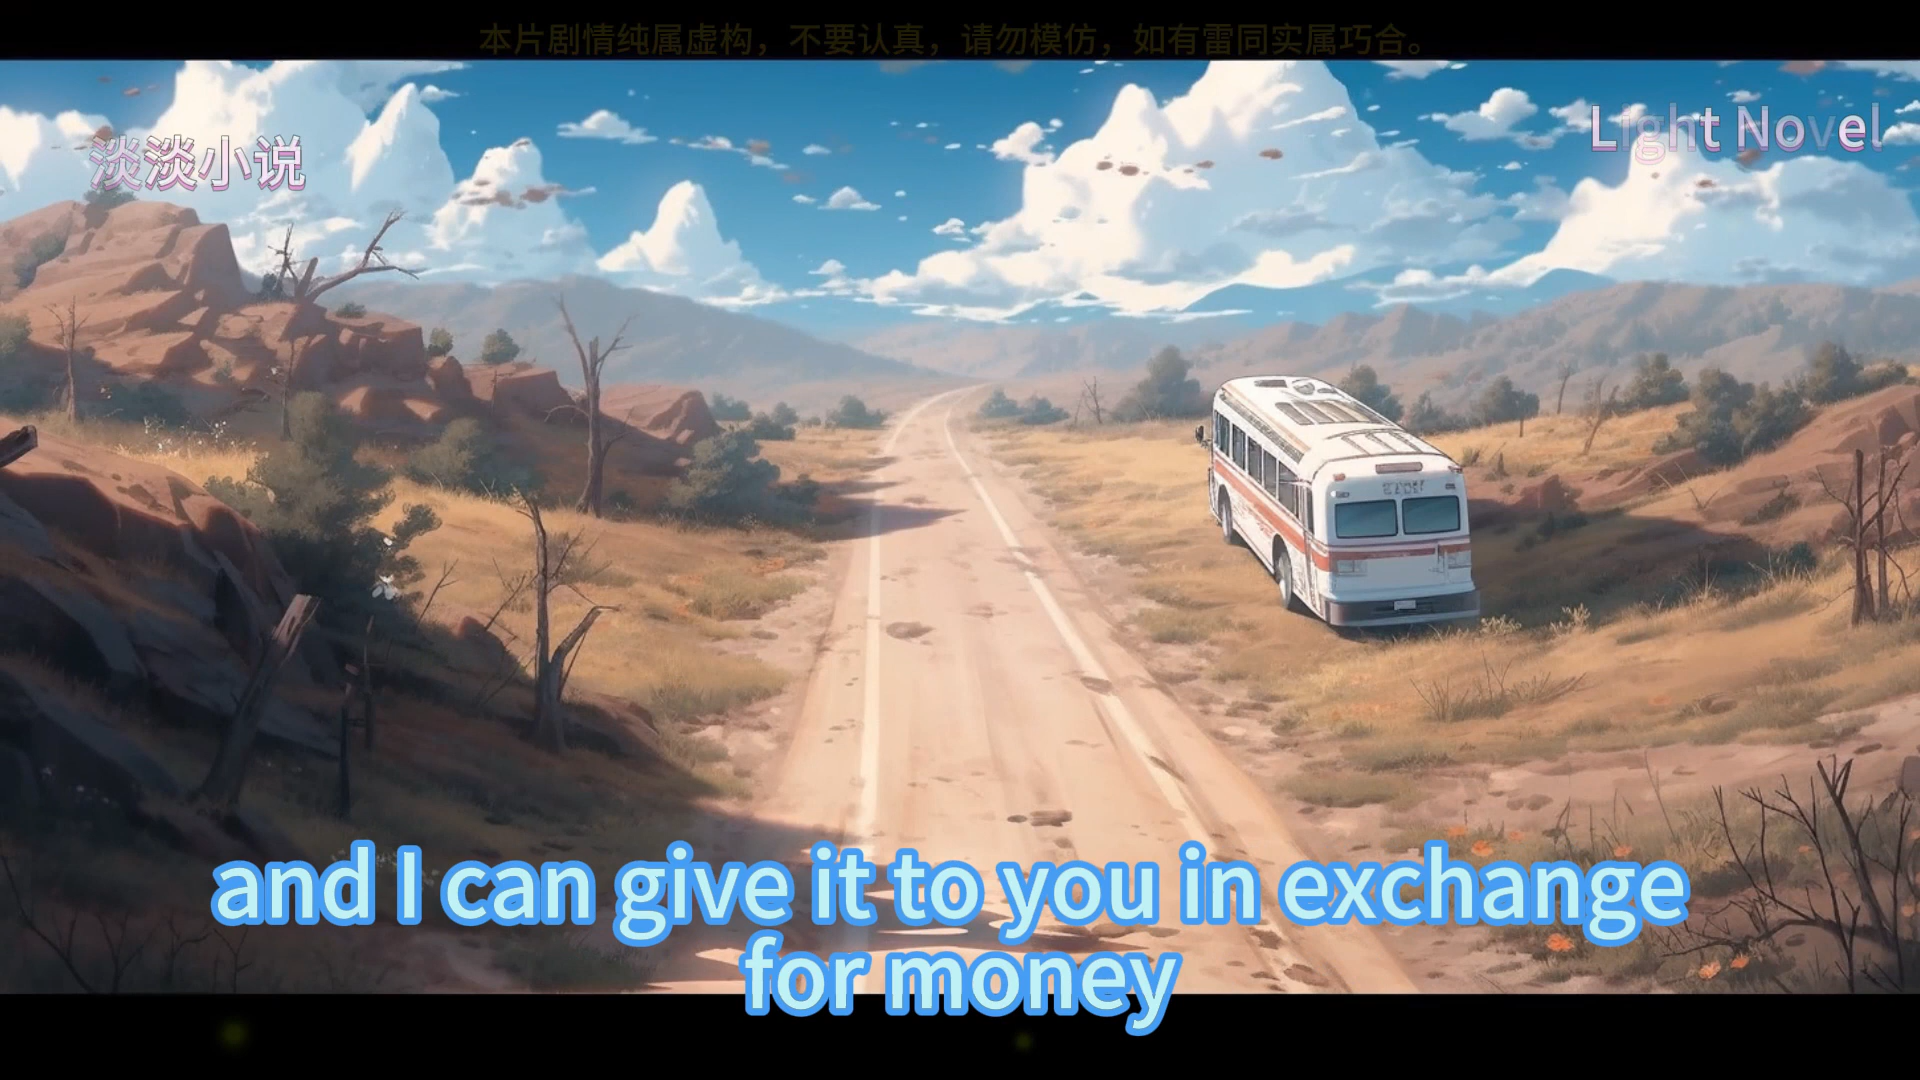 本片剧情纯属虚构，不要认真，请勿模仿，如有雷同实属巧合。
淡淡小说
Light Novel
and I can give it to you in exchange
for money